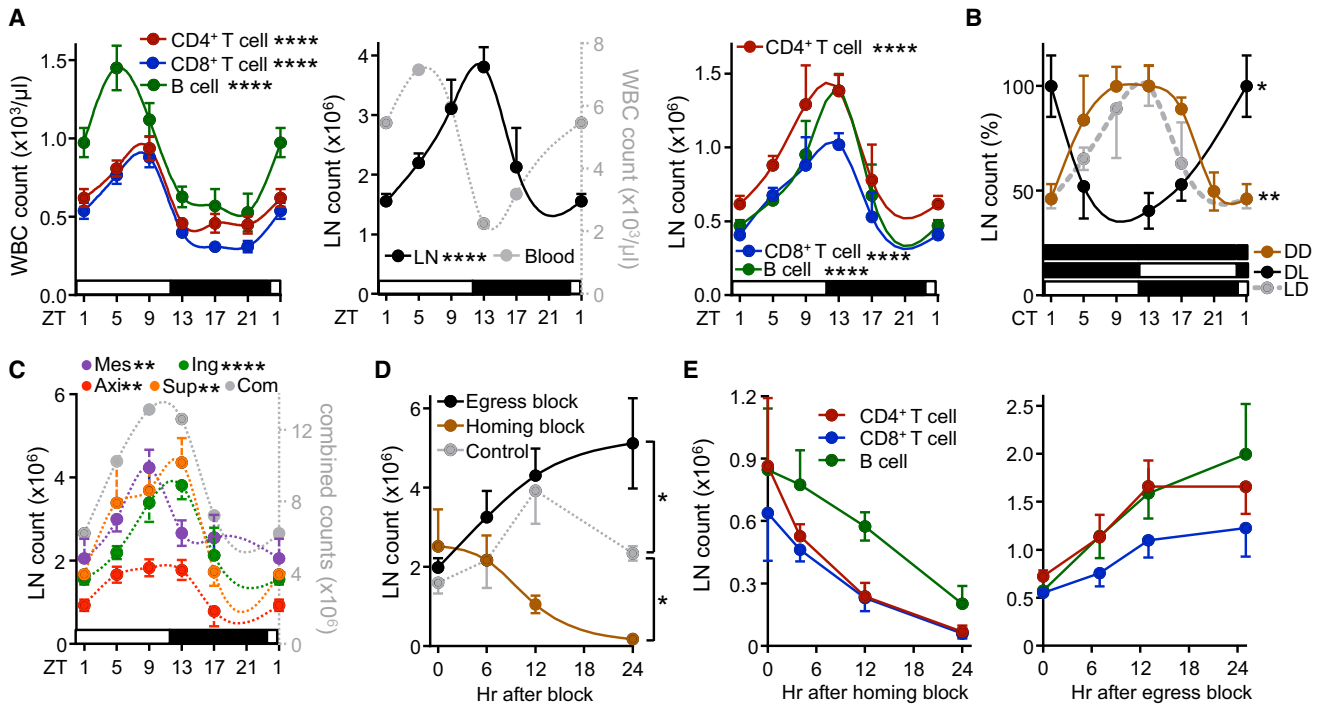 A
CD4⁺ T cell ****
CD8⁺ T cell ****
B cell ****
WBC count (x10³/µl)
1.5
1.0
0.5
0.0
ZT 1 5 9 13 17 21 1
LN count (x10⁶)
4
3
2
1
0
WBC count (x10³/µl)
8
6
4
2
0
LN **** Blood
ZT 1 5 9 13 17 21 1
LN count (x10⁶)
1.5
1.0
0.5
0.0
CD4⁺ T cell ****
CD8⁺ T cell ****
B cell ****
ZT 1 5 9 13 17 21 1
B
LN count (%)
100
50
*
**
DD
DL
LD
CT 1 5 9 13 17 21 1
C
Mes** Ing****
Axi** Sup** Com
LN count (x10⁶)
6
4
2
0
combined counts (x10⁶)
12
8
4
0
ZT 1 5 9 13 17 21 1
D
Egress block
Homing block
Control
LN count (x10⁶)
6
4
2
0
*
*
0 6 12 18 24
Hr after block
E
CD4⁺ T cell
CD8⁺ T cell
B cell
LN count (x10⁶)
1.2
0.9
0.6
0.3
0
0 4 8 12 16 20 24
Hr after homing block
2.5
2.0
1.5
1.0
0.5
0
0 4 8 12 16 20 24
Hr after egress block